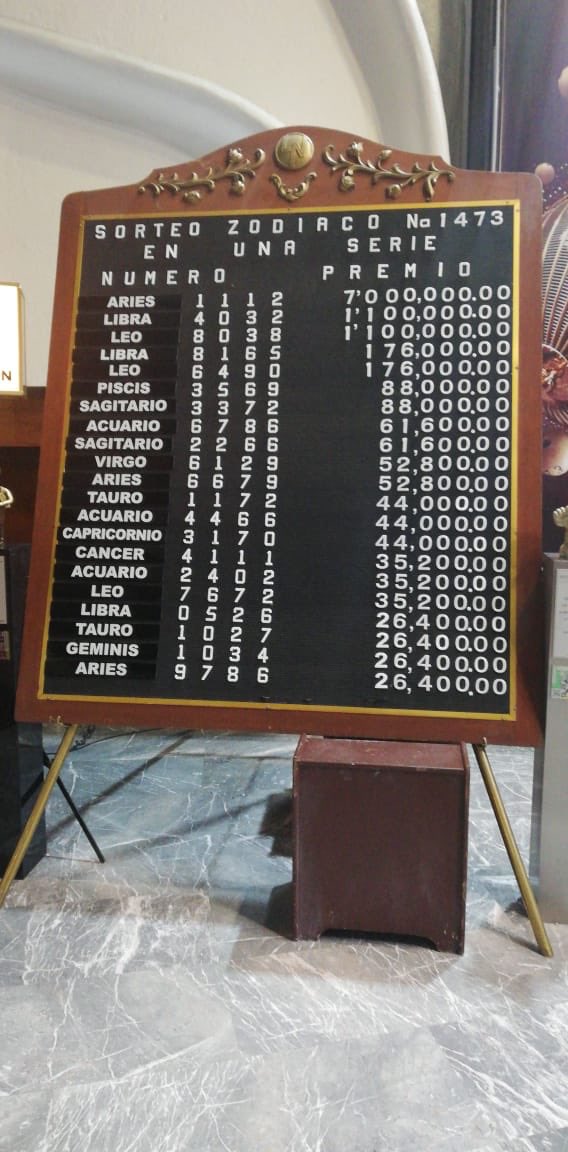 SORTEO ZODIACO No 1473
EN UNA SERIE
NUMERO PREMIO
ARIES 1112 7'000,000.00
LIBRA 4032 1'100,000.00
LEO 8038 1'100,000.00
LIBRA 8165 176,000.00
LEO 6490 176,000.00
PISCIS 3569 88,000.00
SAGITARIO 3372 88,000.00
ACUARIO 6786 61,600.00
SAGITARIO 2266 61,600.00
VIRGO 6129 52,800.00
ARIES 6679 52,800.00
TAURO 1172 44,000.00
ACUARIO 4466 44,000.00
CAPRICORNIO 3170 44,000.00
CANCER 4111 35,200.00
ACUARIO 2402 35,200.00
LEO 7672 35,200.00
LIBRA 0526 26,400.00
TAURO 1027 26,400.00
GEMINIS 1034 26,400.00
ARIES 9786 26,400.00